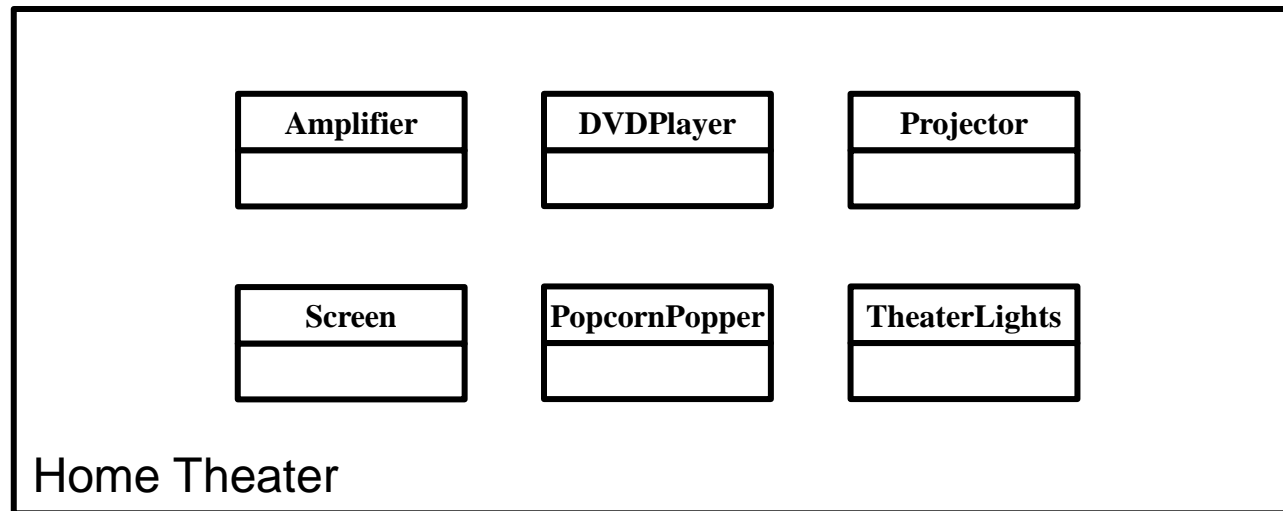 Amplifier
DVDPlayer
Projector
Screen
PopcornPopper
TheaterLights
Home Theater